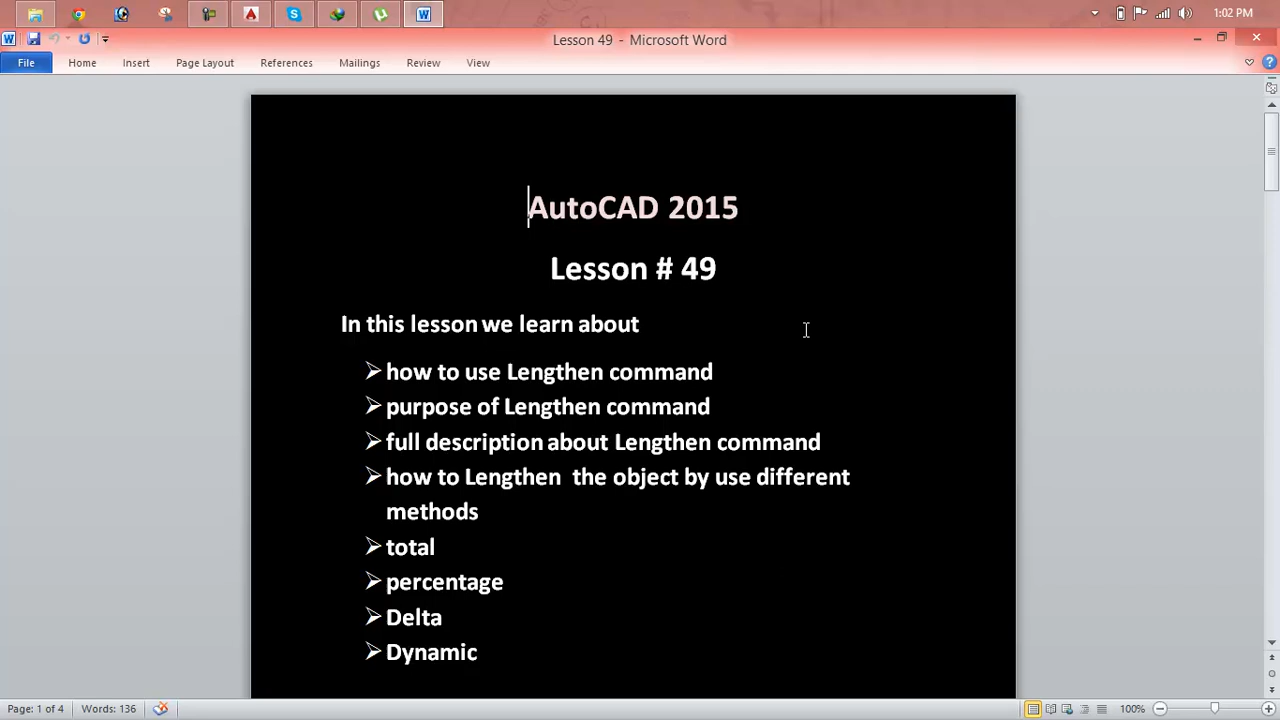 1:02 PM
Lesson 49 - Microsoft Word
File Home Insert Page Layout References Mailings Review View
AutoCAD 2015
Lesson # 49
In this lesson we learn about
how to use Lengthen command
purpose of Lengthen command
full description about Lengthen command
how to Lengthen the object by use different
methods
total
percentage
Delta
Dynamic
Page: 1 of 4 Words: 136 100%